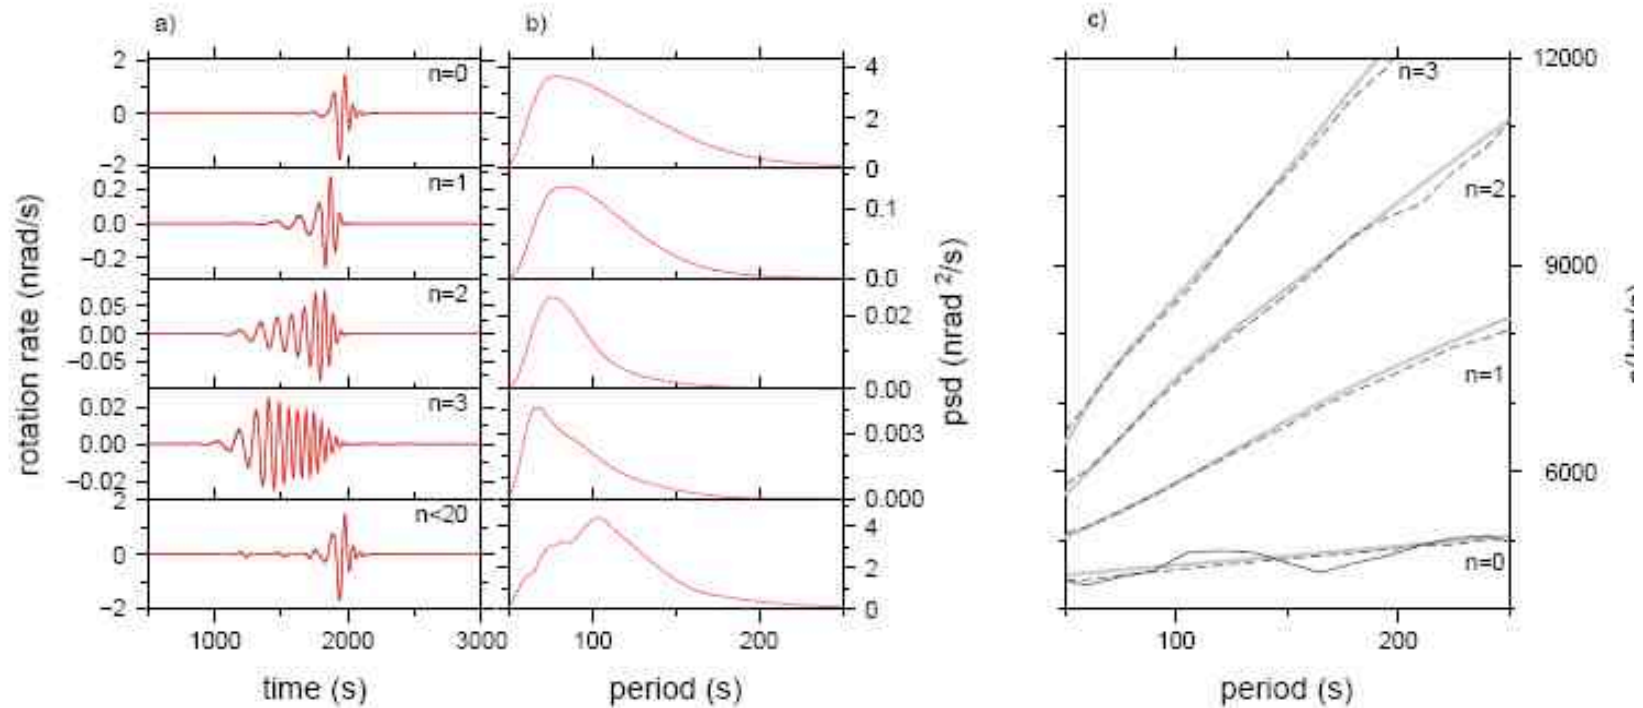 a)
b)
c)
rotation rate (nrad/s)
2
0
−2
n=0
0.2
0.0
−0.2
n=1
0.05
0.00
−0.05
n=2
0.02
0.00
−0.02
n=3
2
0
−2
n<20
1000
2000
3000
time (s)
4
2
0
0.1
0.0
0.02
0.00
0.003
0.000
4
2
0
psd (nrad ²/s)
100
200
period (s)
n=3
n=2
n=1
n=0
12000
9000
6000
100
200
period (s)